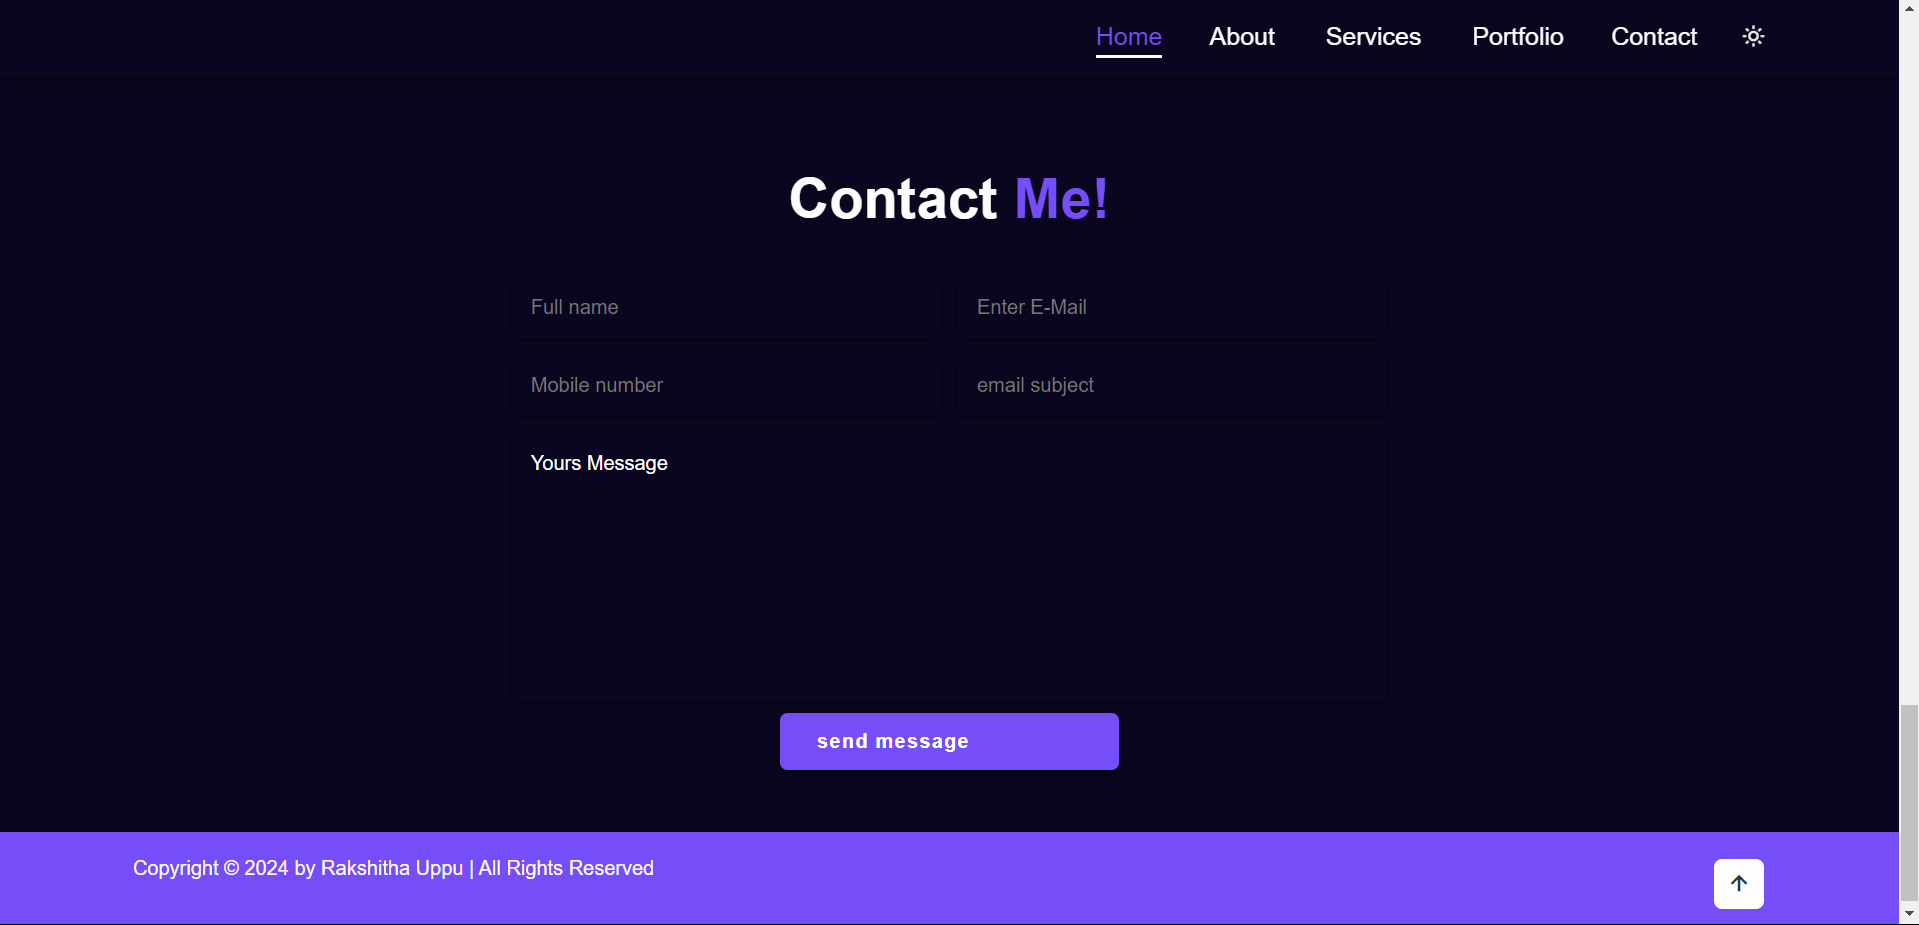 Home About Services Portfolio Contact
Contact Me!
Full name Enter E-Mail
Mobile number email subject
Yours Message
send message
Copyright © 2024 by Rakshitha Uppu | All Rights Reserved